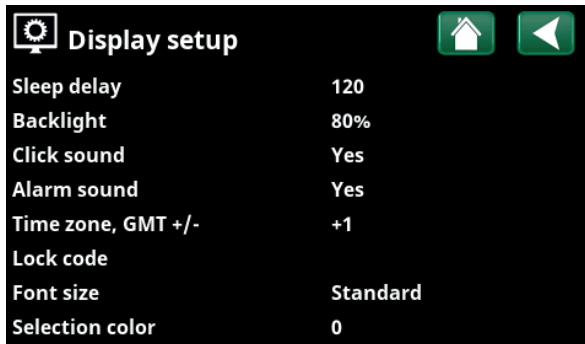 Display setup
Sleep delay 120
Backlight 80%
Click sound Yes
Alarm sound Yes
Time zone, GMT +/- +1
Lock code
Font size Standard
Selection color 0